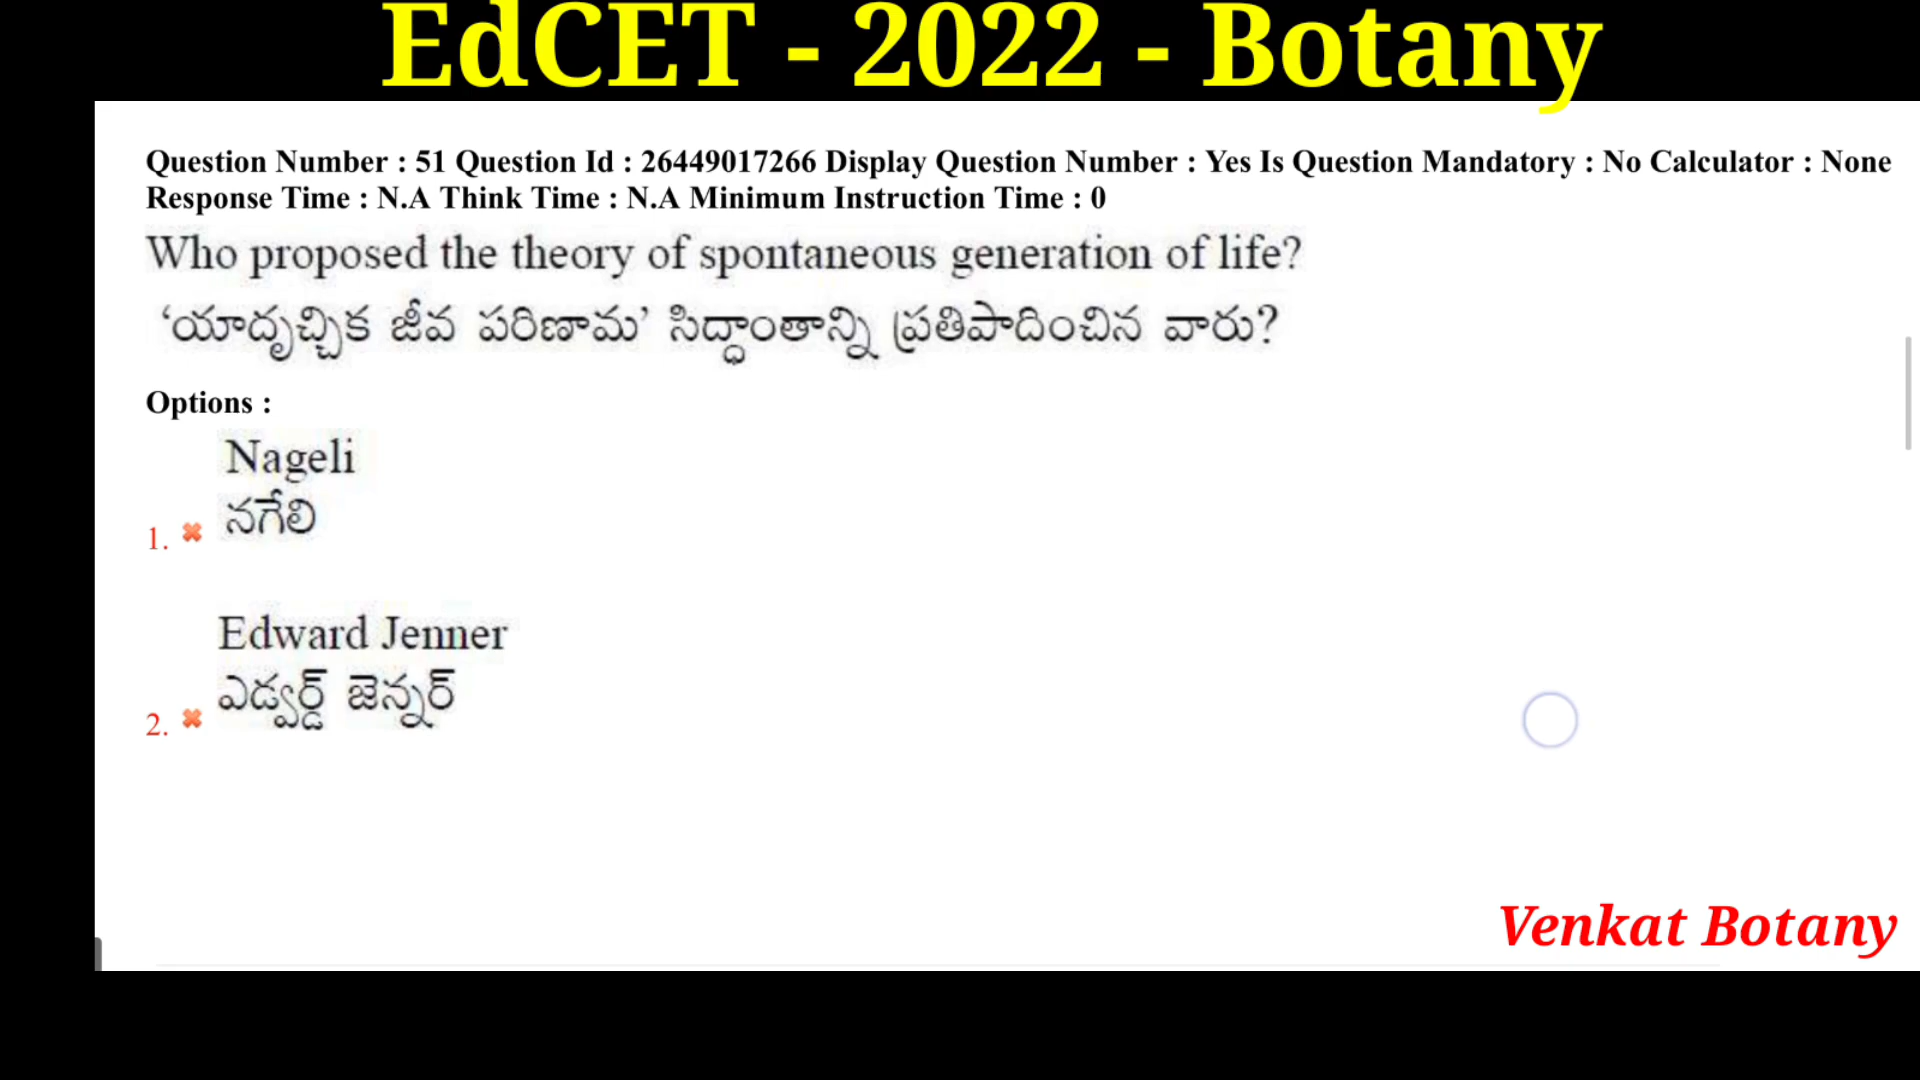 EdCET - 2022 - Botany
Question Number : 51 Question Id : 26449017266 Display Question Number : Yes Is Question Mandatory : No Calculator : None
Response Time : N.A Think Time : N.A Minimum Instruction Time : 0
Who proposed the theory of spontaneous generation of life?
‘యాదృచ్చిక జీవ పరిణామ’ సిద్ధాంతాన్ని ప్రతిపాదించిన వారు?
Options :
Nageli
నగేలి
1. ✖
Edward Jenner
ఎడ్వర్డ్ జెన్నర్
2. ✖
Venkat Botany